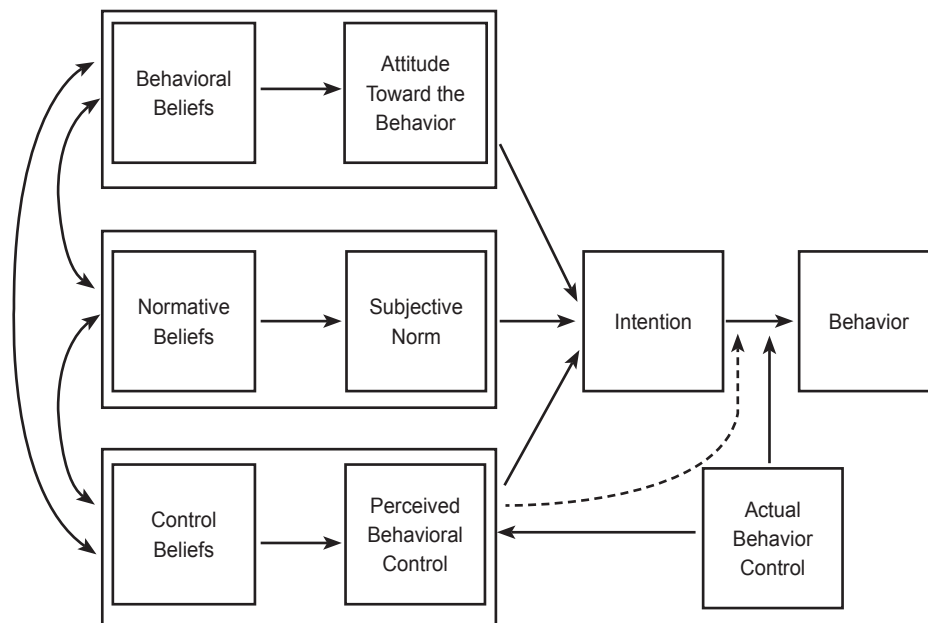 Behavioral
Beliefs
Attitude
Toward the
Behavior
Normative
Beliefs
Subjective
Norm
Intention
Behavior
Control
Beliefs
Perceived
Behavioral
Control
Actual
Behavior
Control